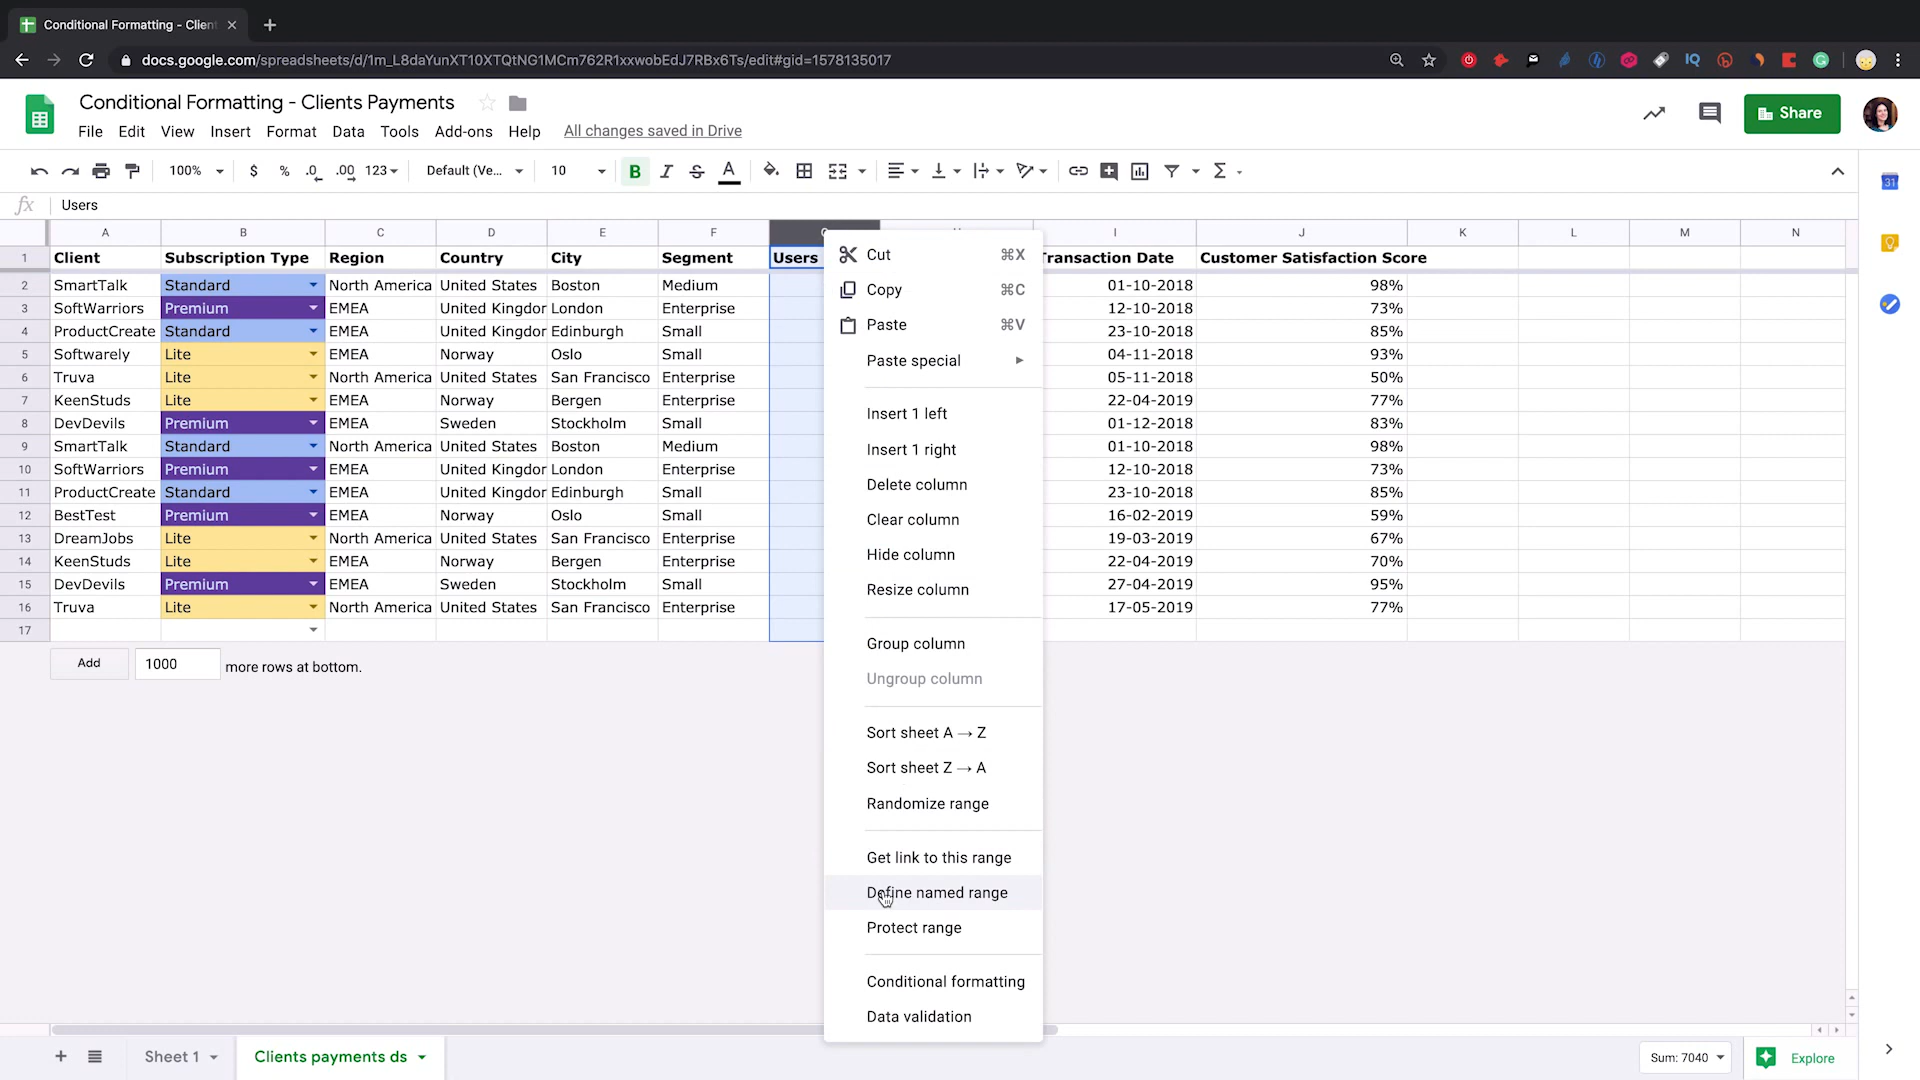 Conditional Formatting - Clien
docs.google.com/spreadsheets/d/1m_L8daYunXT10XTQtNG1MCm762R1xxwobEdJ7RBx6Ts/edit#gid=1578135017
Conditional Formatting - Clients Payments
Share
File Edit View Insert Format Data Tools Add-ons Help All changes saved in Drive
100% $ % .0 .00 123 Default (Ve... 10 B I S A Σ
31
fx Users
A B C D E F I J K L M N
1 Client Subscription Type Region Country City Segment Users Transaction Date Customer Satisfaction Score
2 SmartTalk Standard North America United States Boston Medium 01-10-2018 98%
3 SoftWarriors Premium EMEA United Kingdor London Enterprise 12-10-2018 73%
4 ProductCreate Standard EMEA United Kingdor Edinburgh Small 23-10-2018 85%
5 Softwarely Lite EMEA Norway Oslo Small 04-11-2018 93%
6 Truva Lite North America United States San Francisco Enterprise 05-11-2018 50%
7 KeenStuds Lite EMEA Norway Bergen Enterprise 22-04-2019 77%
8 DevDevils Premium EMEA Sweden Stockholm Small 01-12-2018 83%
9 SmartTalk Standard North America United States Boston Medium 01-10-2018 98%
10 SoftWarriors Premium EMEA United Kingdor London Enterprise 12-10-2018 73%
11 ProductCreate Standard EMEA United Kingdor Edinburgh Small 23-10-2018 85%
12 BestTest Premium EMEA Norway Oslo Small 16-02-2019 59%
13 DreamJobs Lite North America United States San Francisco Enterprise 19-03-2019 67%
14 KeenStuds Lite EMEA Norway Bergen Enterprise 22-04-2019 70%
15 DevDevils Premium EMEA Sweden Stockholm Small 27-04-2019 95%
16 Truva Lite North America United States San Francisco Enterprise 17-05-2019 77%
17
Add 1000 more rows at bottom.
Cut ⌘X
Copy ⌘C
Paste ⌘V
Paste special
Insert 1 left
Insert 1 right
Delete column
Clear column
Hide column
Resize column
Group column
Ungroup column
Sort sheet A → Z
Sort sheet Z → A
Randomize range
Get link to this range
Define named range
Protect range
Conditional formatting
Data validation
Sheet 1 Clients payments ds Sum: 7040 Explore